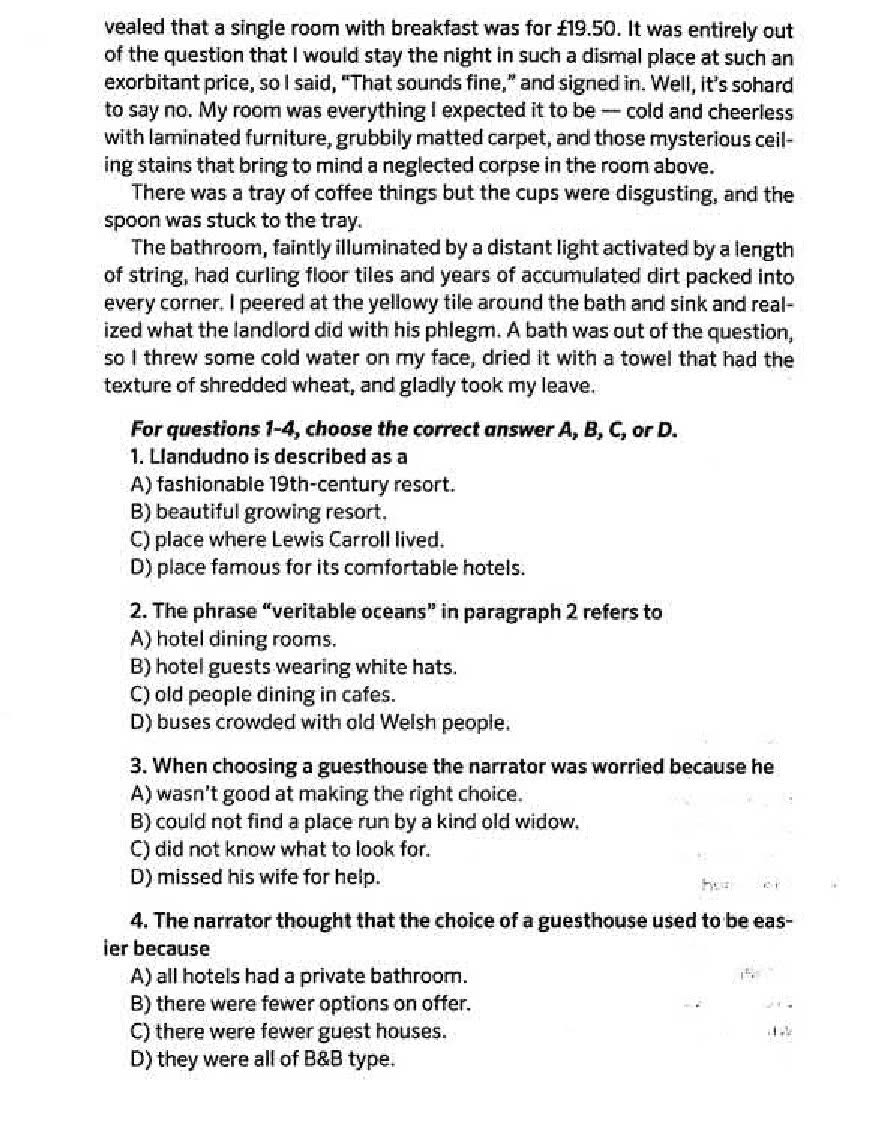 vealed that a single room with breakfast was for £19.50. It was entirely out
of the question that I would stay the night in such a dismal place at such an
exorbitant price, so I said, "That sounds fine," and signed in. Well, it's sohard
to say no. My room was everything I expected it to be — cold and cheerless
with laminated furniture, grubbily matted carpet, and those mysterious ceil-
ing stains that bring to mind a neglected corpse in the room above.
There was a tray of coffee things but the cups were disgusting, and the
spoon was stuck to the tray.
The bathroom, faintly illuminated by a distant light activated by a length
of string, had curling floor tiles and years of accumulated dirt packed into
every corner. I peered at the yellowy tile around the bath and sink and real-
ized what the landlord did with his phlegm. A bath was out of the question,
so I threw some cold water on my face, dried it with a towel that had the
texture of shredded wheat, and gladly took my leave.
For questions 1-4, choose the correct answer A, B, C, or D.
1. Llandudno is described as a
A) fashionable 19th-century resort.
B) beautiful growing resort.
C) place where Lewis Carroll lived.
D) place famous for its comfortable hotels.
2. The phrase "veritable oceans" in paragraph 2 refers to
A) hotel dining rooms.
B) hotel guests wearing white hats.
C) old people dining in cafes.
D) buses crowded with old Welsh people.
3. When choosing a guesthouse the narrator was worried because he
A) wasn't good at making the right choice.
B) could not find a place run by a kind old widow.
C) did not know what to look for.
D) missed his wife for help.
4. The narrator thought that the choice of a guesthouse used to be eas-
ier because
A) all hotels had a private bathroom.
B) there were fewer options on offer.
C) there were fewer guest houses.
D) they were all of B&B type.